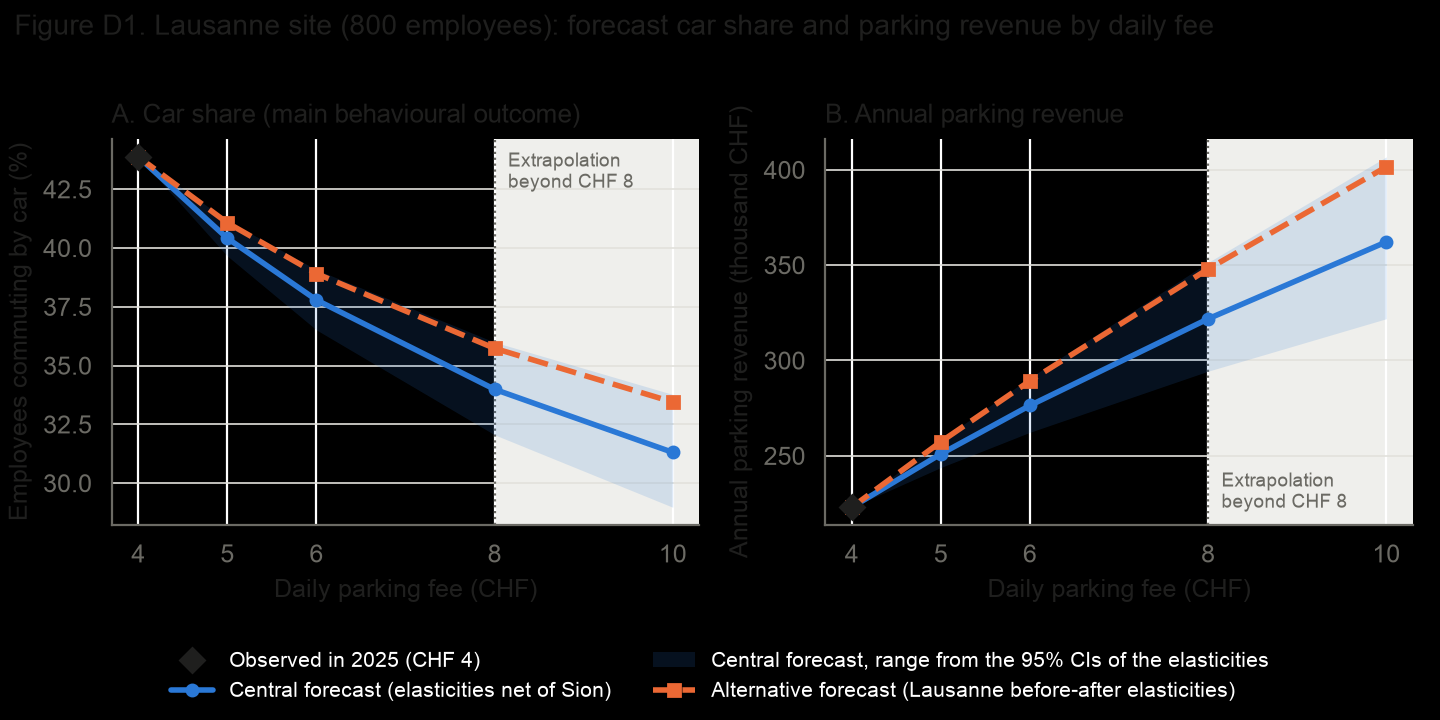 Figure D1. Lausanne site (800 employees): forecast car share and parking revenue by daily fee
A. Car share (main behavioural outcome)
Employees commuting by car (%)
42.5
40.0
37.5
35.0
32.5
30.0
Extrapolation
beyond CHF 8
4
5
6
8
10
Daily parking fee (CHF)
B. Annual parking revenue
Annual parking revenue (thousand CHF)
400
350
300
250
Extrapolation
beyond CHF 8
4
5
6
8
10
Daily parking fee (CHF)
Observed in 2025 (CHF 4)
Central forecast (elasticities net of Sion)
Central forecast, range from the 95% CIs of the elasticities
Alternative forecast (Lausanne before-after elasticities)